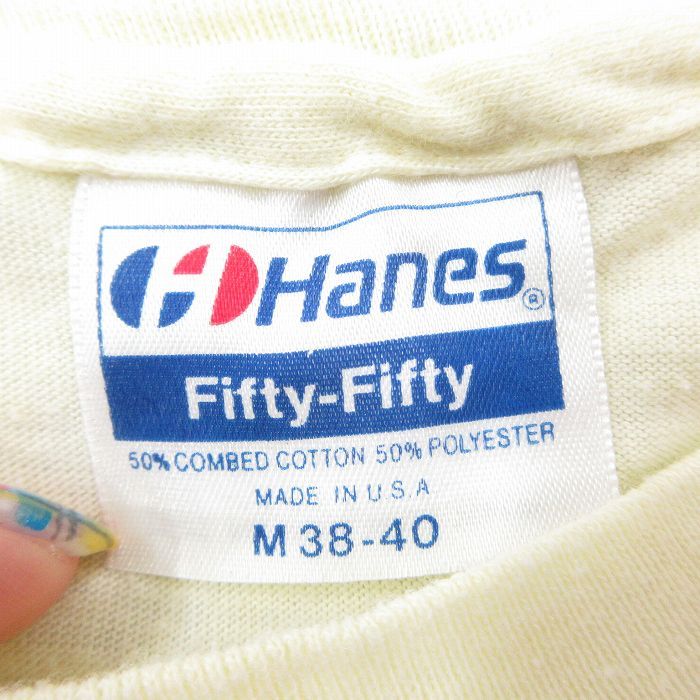 Hanes®
Fifty-Fifty
50% COMBED COTTON 50% POLYESTER
MADE IN U.S.A
M 38-40